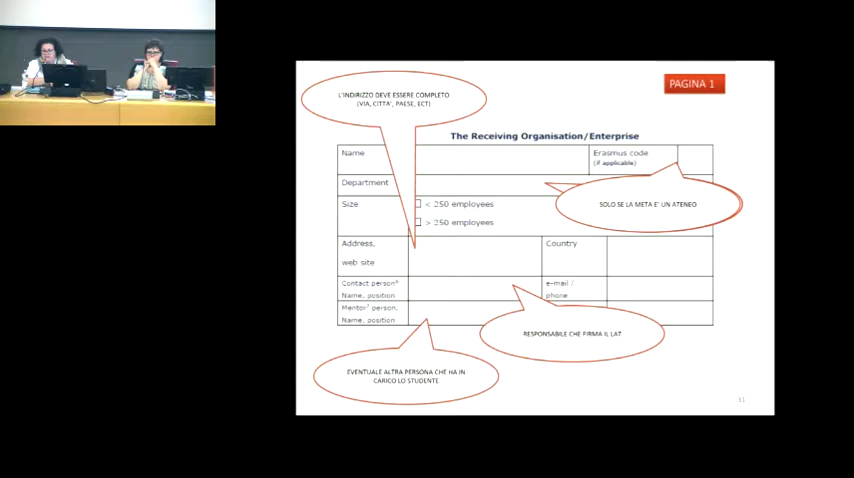 PAGINA 1
L'INDIRIZZO DEVE ESSERE COMPLETO
(VIA, CITTA', PAESE, ECT)
The Receiving Organisation/Enterprise
Name
Erasmus code
(if applicable)
Department
SOLO SE LA META E' UN ATENEO
Size
< 250 employees
> 250 employees
Address,
web site
Country
Contact person⁶
Name, position
e-mail /
phone
Mentor⁷ person,
Name, position
RESPONSABILE CHE FIRMA IL LAT
EVENTUALE ALTRA PERSONA CHE HA IN
CARICO LO STUDENTE
31